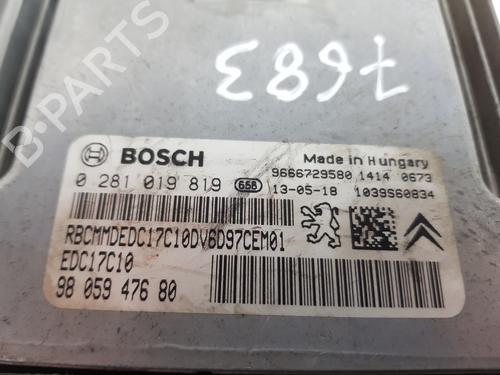 7683
BOSCH
Made in Hungary
0 281 019 819 658
9666729580 1414 0673
13-05-18 1039S60834
RBCMMDEDC17C10DV6D97CEM01
EDC17C10
98 059 476 80
B-PARTS